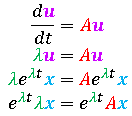 du/dt = Au
λu = Au
λe^{λt}x = Ae^{λt}x
e^{λt}λx = e^{λt}Ax